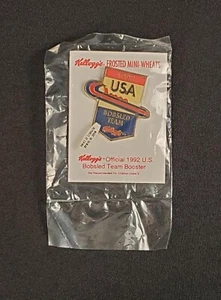 Kellogg's FROSTED MINI-WHEATS
USA
BOBSLED
TEAM
Kellogg's Official 1992 U.S.
Bobsled Team Booster